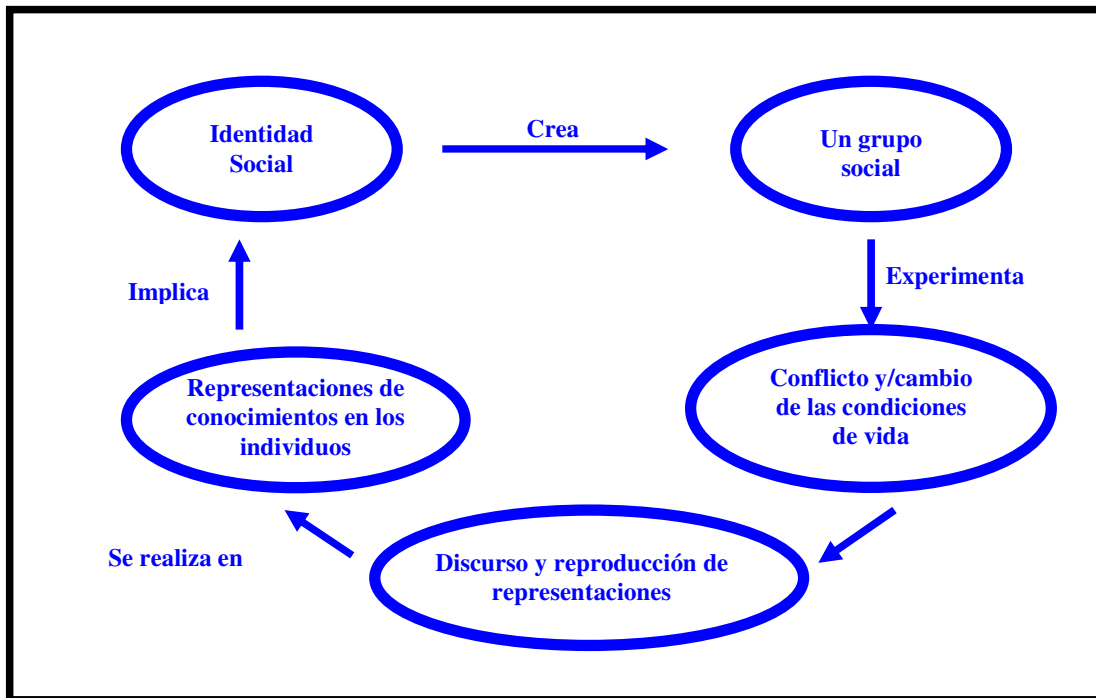 Identidad
Social
Crea
Un grupo
social
Implica
Experimenta
Representaciones de
conocimientos en los
individuos
Conflicto y/cambio
de las condiciones
de vida
Se realiza en
Discurso y reproducción de
representaciones